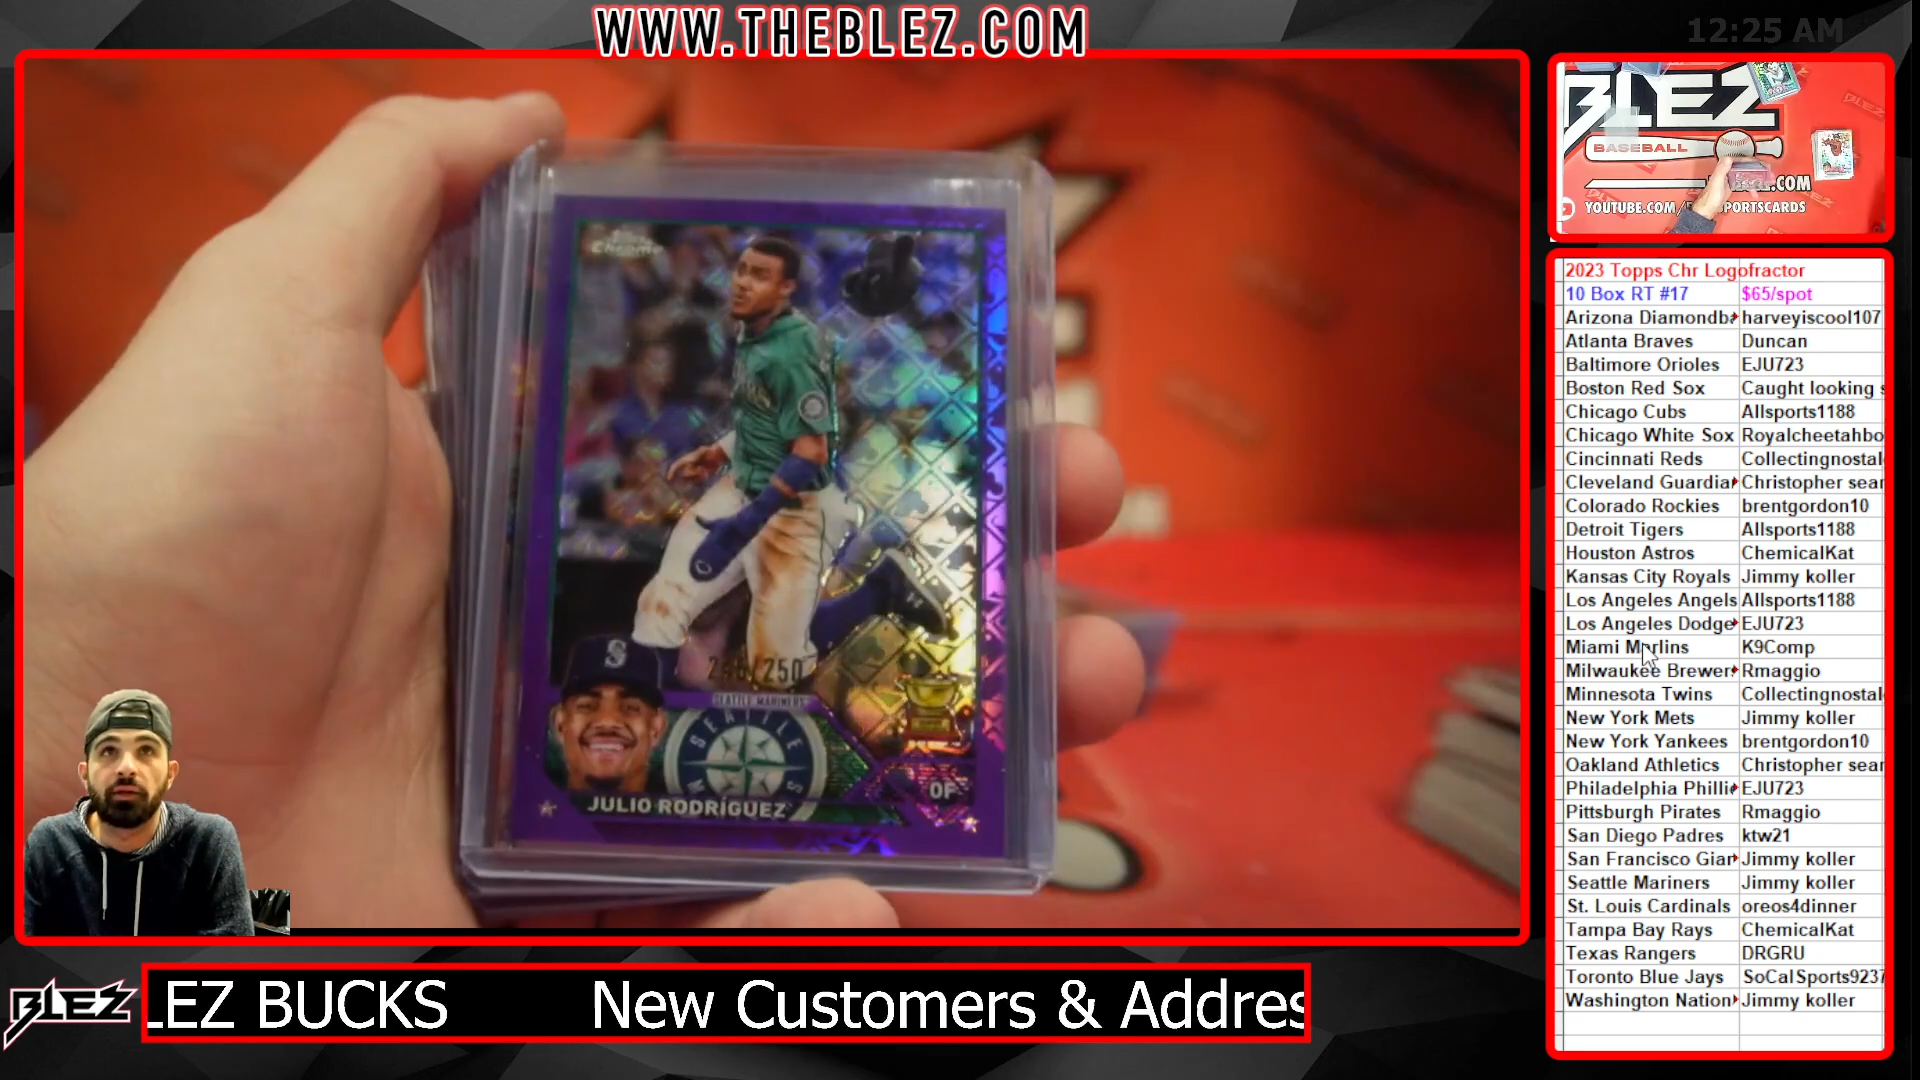 WWW.THEBLEZ.COM
12:25 AM
Chrome
/250
SEATTLE MARINERS
SEATTLE
S
JULIO RODRÍGUEZ
OF
BLEZ
BASEBALL
.COM
YOUTUBE.COM/
PORTSCARDS
2023 Topps Chr Logofractor
10 Box RT #17 $65/spot
Arizona Diamondba harveyiscool107
Atlanta Braves Duncan
Baltimore Orioles EJU723
Boston Red Sox Caught looking s
Chicago Cubs Allsports1188
Chicago White Sox Royalcheetahbo
Cincinnati Reds Collectingnostal
Cleveland Guardia Christopher sear
Colorado Rockies brentgordon10
Detroit Tigers Allsports1188
Houston Astros ChemicalKat
Kansas City Royals Jimmy koller
Los Angeles Angels Allsports1188
Los Angeles Dodge EJU723
Miami Marlins K9Comp
Milwaukee Brewer Rmaggio
Minnesota Twins Collectingnostal
New York Mets Jimmy koller
New York Yankees brentgordon10
Oakland Athletics Christopher sear
Philadelphia Phillie EJU723
Pittsburgh Pirates Rmaggio
San Diego Padres ktw21
San Francisco Gian Jimmy koller
Seattle Mariners Jimmy koller
St. Louis Cardinals oreos4dinner
Tampa Bay Rays ChemicalKat
Texas Rangers DRGRU
Toronto Blue Jays SoCalSports9237
Washington Nation Jimmy koller
BLEZ
LEZ BUCKS New Customers & Addres